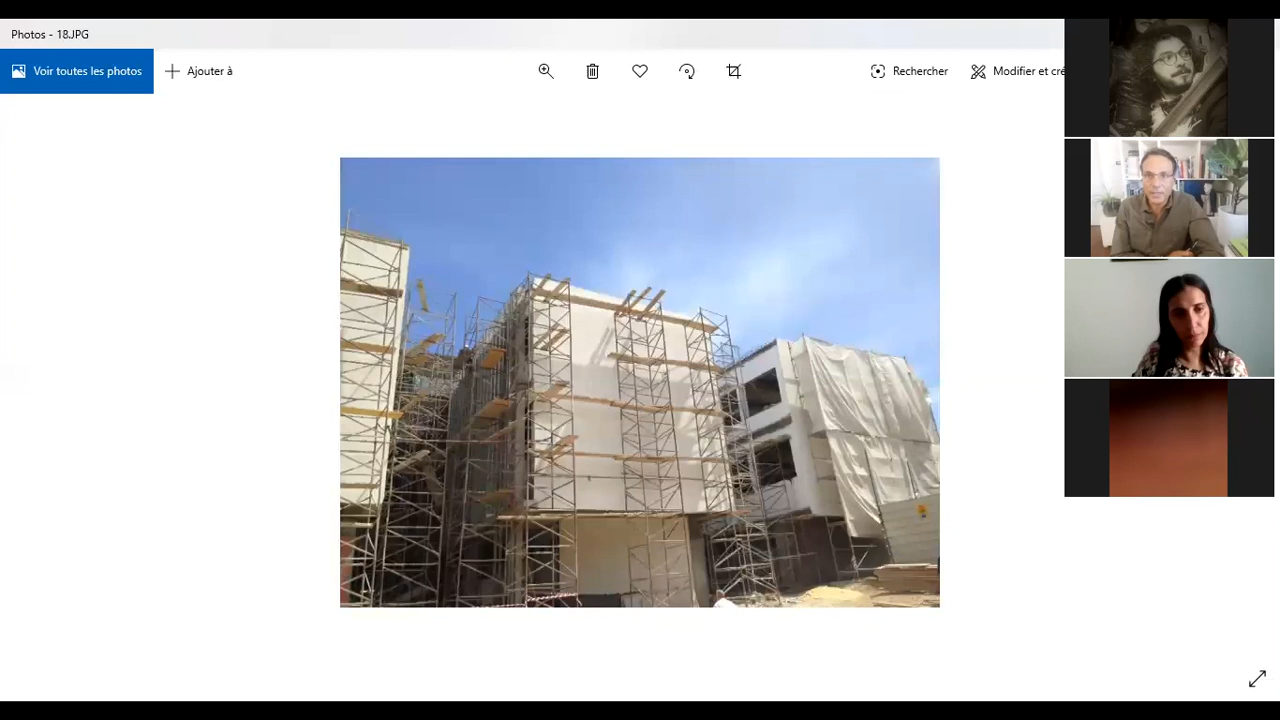 Photos - 18.JPG
Voir toutes les photos
Ajouter à
Rechercher
Modifier et cré